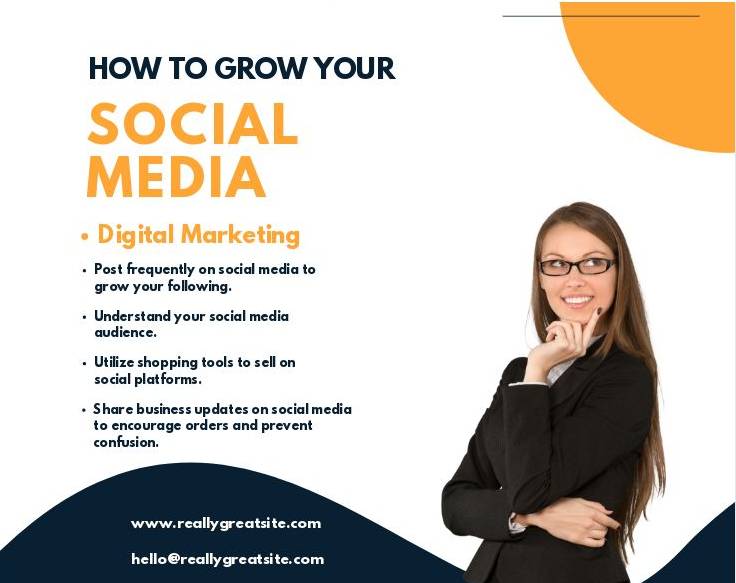 HOW TO GROW YOUR
SOCIAL
MEDIA
• Digital Marketing
• Post frequently on social media to
grow your following.
• Understand your social media
audience.
• Utilize shopping tools to sell on
social platforms.
• Share business updates on social media
to encourage orders and prevent
confusion.
www.reallygreatsite.com
hello@reallygreatsite.com